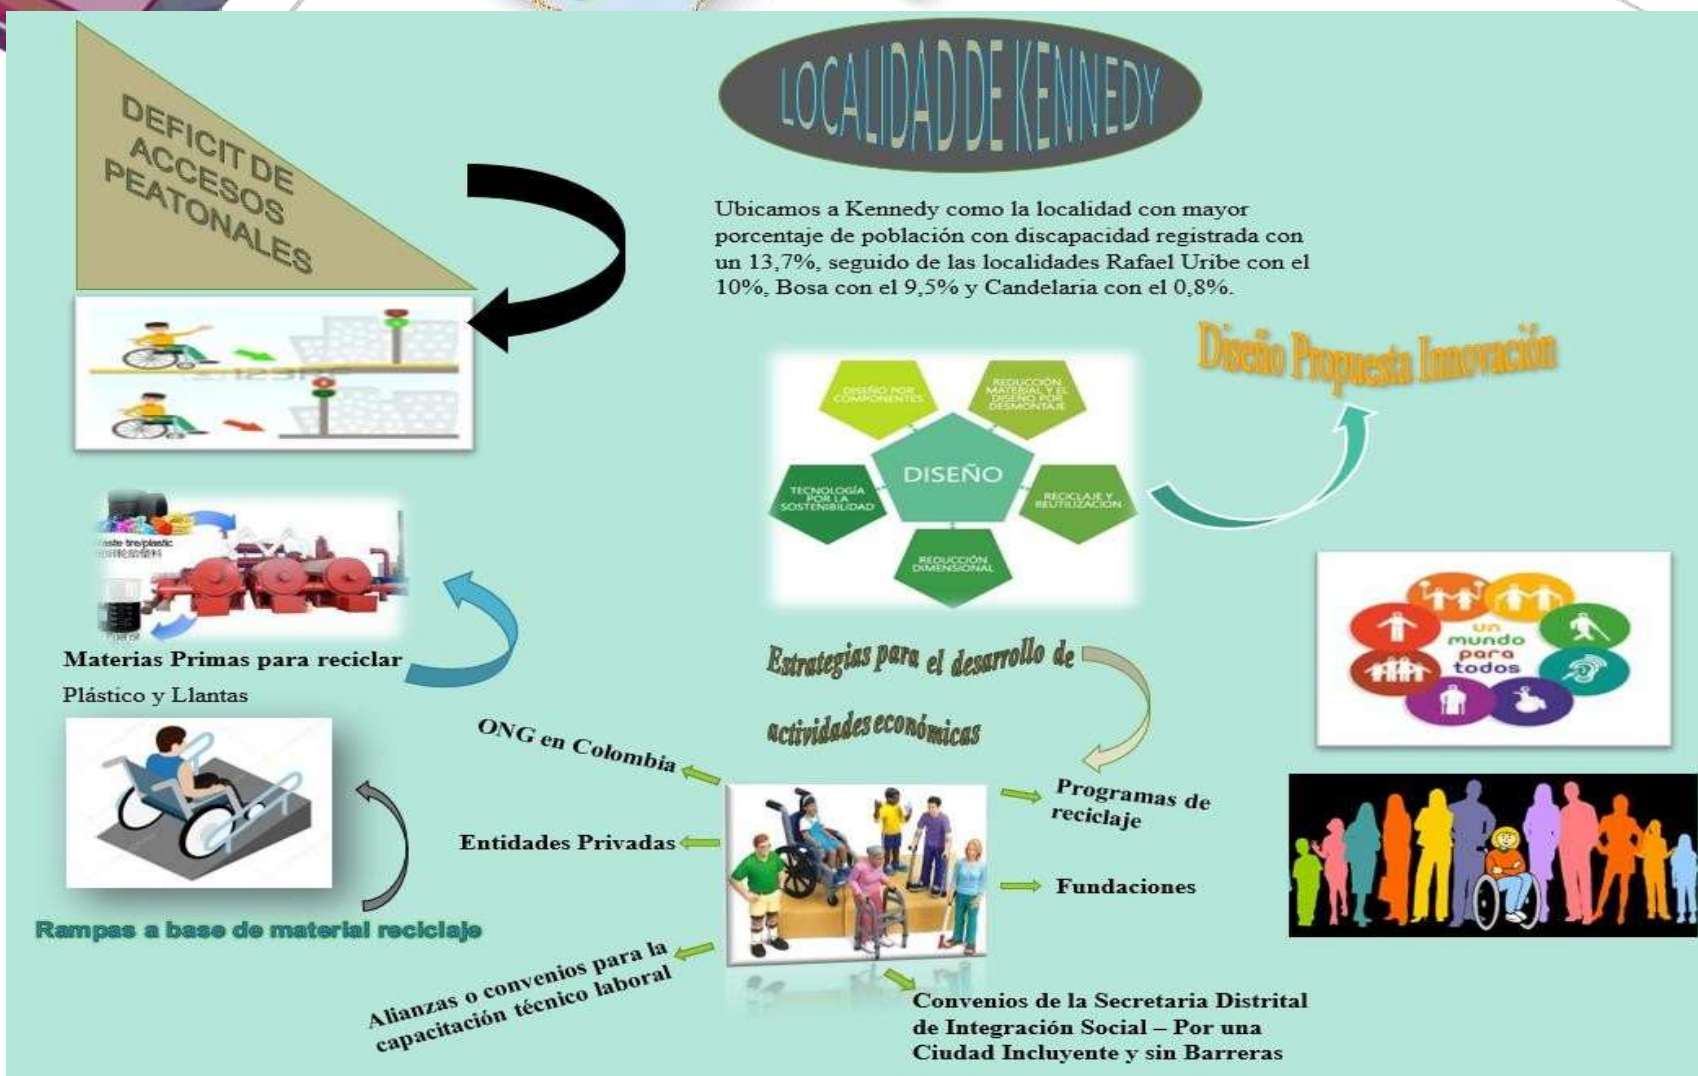 DEFICIT DE
ACCESOS
PEATONALES
LOCALIDAD DE KENNEDY
Ubicamos a Kennedy como la localidad con mayor
porcentaje de población con discapacidad registrada con
un 13,7%, seguido de las localidades Rafael Uribe con el
10%, Bosa con el 9,5% y Candelaria con el 0,8%.
Diseño Propuesta Innovación
DISEÑO POR
COMPONENTES
REDUCCIÓN
MATERIAL Y EL
DISEÑO POR
DESMONTAJE
DISEÑO
TECNOLOGÍA
POR LA
SOSTENIBILIDAD
RECICLAJE Y
REUTILIZACION
REDUCCIÓN
DIMENSIONAL
waste tire/plastic
Materias Primas para reciclar
Plástico y Llantas
Rampas a base de material reciclaje
Estrategias para el desarrollo de
actividades económicas
un
mundo
para
todos
ONG en Colombia
Entidades Privadas
Alianzas o convenios para la
capacitación técnico laboral
Programas de
reciclaje
Fundaciones
Convenios de la Secretaria Distrital
de Integración Social – Por una
Ciudad Incluyente y sin Barreras